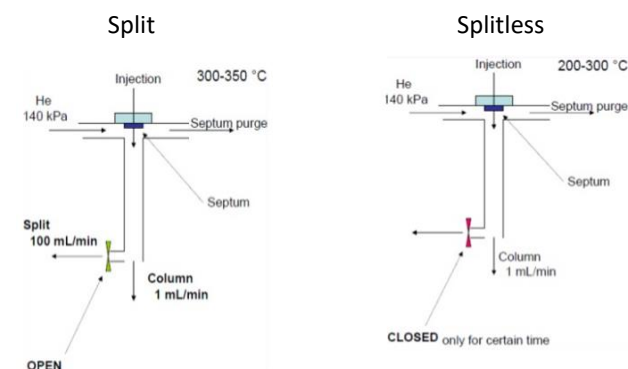 Split
Splitless
Injection
300-350 °C
He
140 kPa
Septum purge
Septum
Split
100 mL/min
Column
1 mL/min
OPEN
Injection
200-300 °C
He
140 kPa
Septum purge
Septum
Column
1 mL/min
CLOSED only for certain time